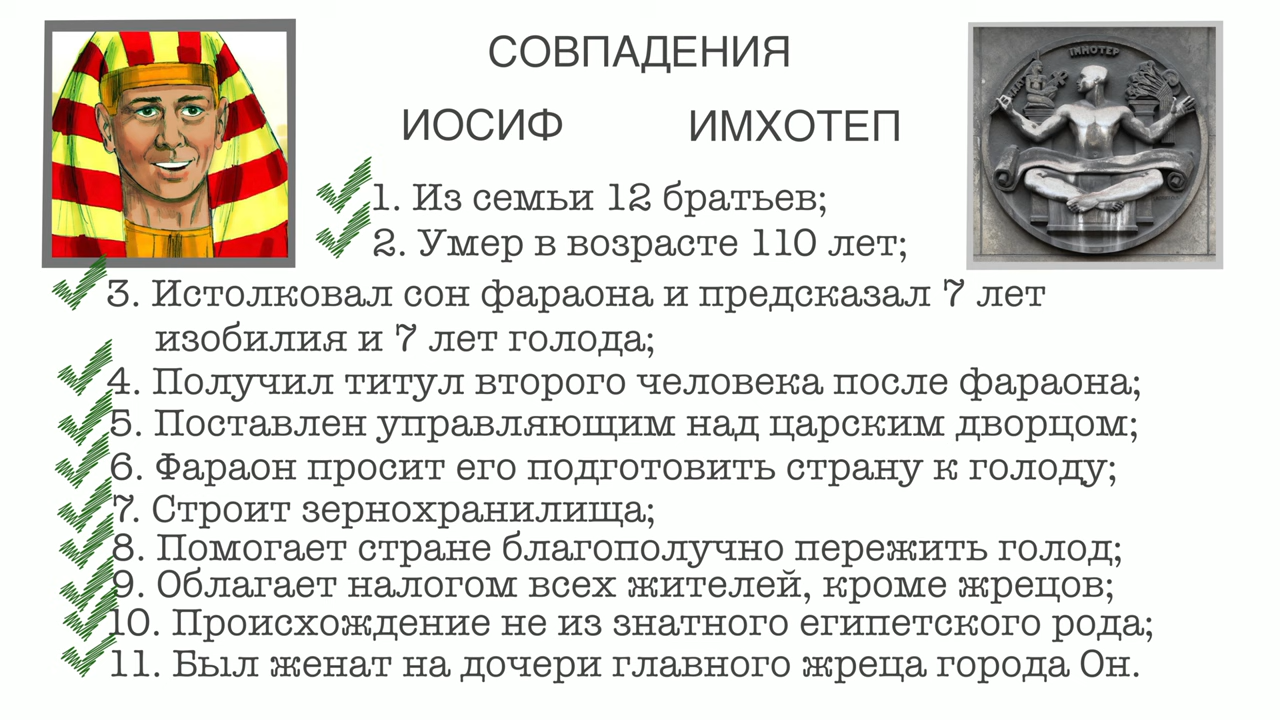 СОВПАДЕНИЯ
ИОСИФ ИМХОТЕП
IMHOTEP
1. Из семьи 12 братьев;
2. Умер в возрасте 110 лет;
3. Истолковал сон фараона и предсказал 7 лет
изобилия и 7 лет голода;
4. Получил титул второго человека после фараона;
5. Поставлен управляющим над царским дворцом;
6. Фараон просит его подготовить страну к голоду;
7. Строит зернохранилища;
8. Помогает стране благополучно пережить голод;
9. Облагает налогом всех жителей, кроме жрецов;
10. Происхождение не из знатного египетского рода;
11. Был женат на дочери главного жреца города Он.